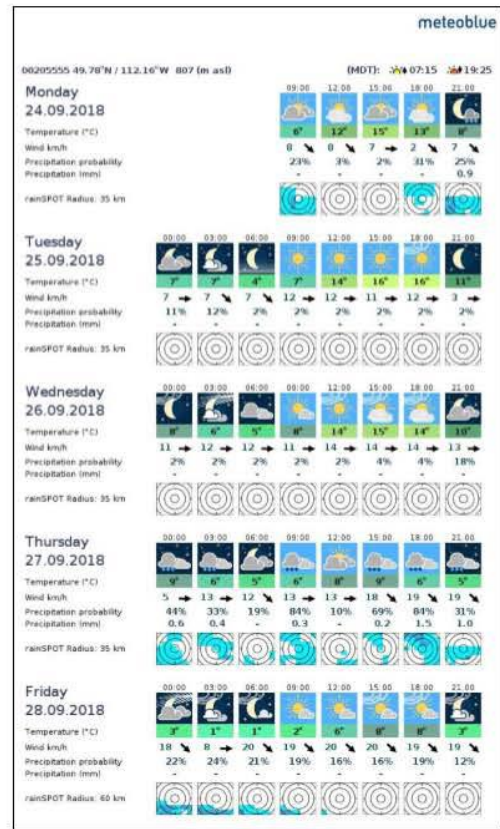 meteoblue
00205555 49.78°N / 112.16°W 807 (m asl) (MDT): 07:15 19:25
Monday
24.09.2018
09:00 12:00 15:00 18:00 21:00
Temperature (°C) 6° 12° 15° 13° 8°
Wind km/h 8 8 7 2 7
Precipitation probability 23% 3% 2% 31% 25%
Precipitation (mm) - - - - 0.9
rainSPOT Radius: 35 km
Tuesday
25.09.2018
00:00 03:00 06:00 09:00 12:00 15:00 18:00 21:00
Temperature (°C) 7° 7° 4° 7° 14° 16° 16° 11°
Wind km/h 7 7 7 12 12 11 12 3
Precipitation probability 11% 12% 2% 2% 2% 2% 2% 2%
Precipitation (mm) - - - - - - - -
rainSPOT Radius: 35 km
Wednesday
26.09.2018
00:00 03:00 06:00 09:00 12:00 15:00 18:00 21:00
Temperature (°C) 8° 6° 5° 8° 14° 15° 14° 10°
Wind km/h 11 12 12 11 14 14 14 13
Precipitation probability 2% 2% 2% 2% 2% 4% 4% 18%
Precipitation (mm) - - - - - - - -
rainSPOT Radius: 35 km
Thursday
27.09.2018
00:00 03:00 06:00 09:00 12:00 15:00 18:00 21:00
Temperature (°C) 9° 6° 5° 6° 8° 9° 6° 5°
Wind km/h 5 13 12 13 13 18 19 19
Precipitation probability 44% 33% 19% 84% 10% 69% 84% 31%
Precipitation (mm) 0.6 0.4 - 0.3 - 0.2 1.5 1.0
rainSPOT Radius: 35 km
Friday
28.09.2018
00:00 03:00 06:00 09:00 12:00 15:00 18:00 21:00
Temperature (°C) 3° 1° 1° 2° 6° 8° 8° 3°
Wind km/h 18 8 20 19 20 20 19 19
Precipitation probability 22% 24% 21% 19% 16% 16% 19% 12%
Precipitation (mm) - - - - - - - -
rainSPOT Radius: 60 km